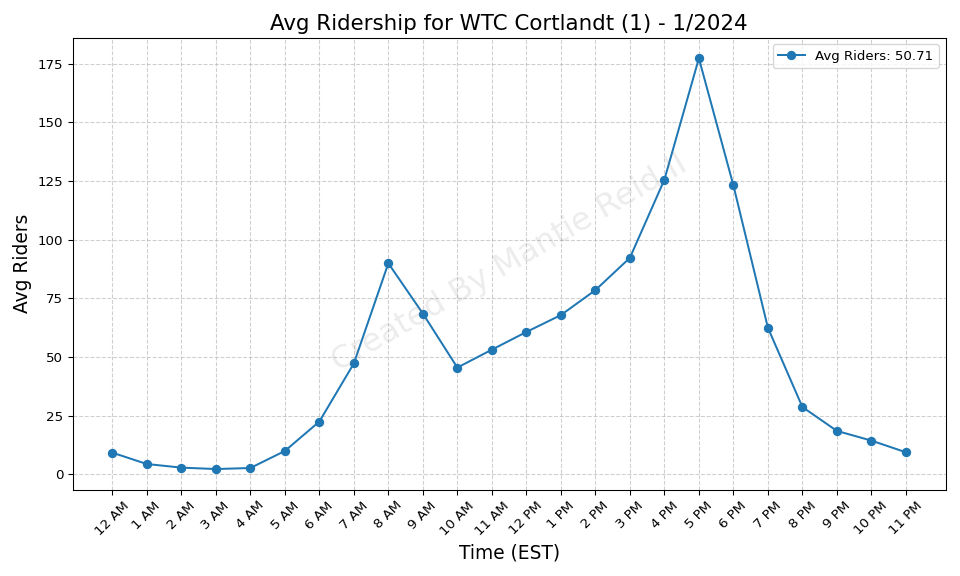 Avg Ridership for WTC Cortlandt (1) - 1/2024
Avg Riders: 50.71
175
150
125
100
75
50
25
0
Avg Riders
Created By Mantie Reid II
12 AM
1 AM
2 AM
3 AM
4 AM
5 AM
6 AM
7 AM
8 AM
9 AM
10 AM
11 AM
12 PM
1 PM
2 PM
3 PM
4 PM
5 PM
6 PM
7 PM
8 PM
9 PM
10 PM
11 PM
Time (EST)